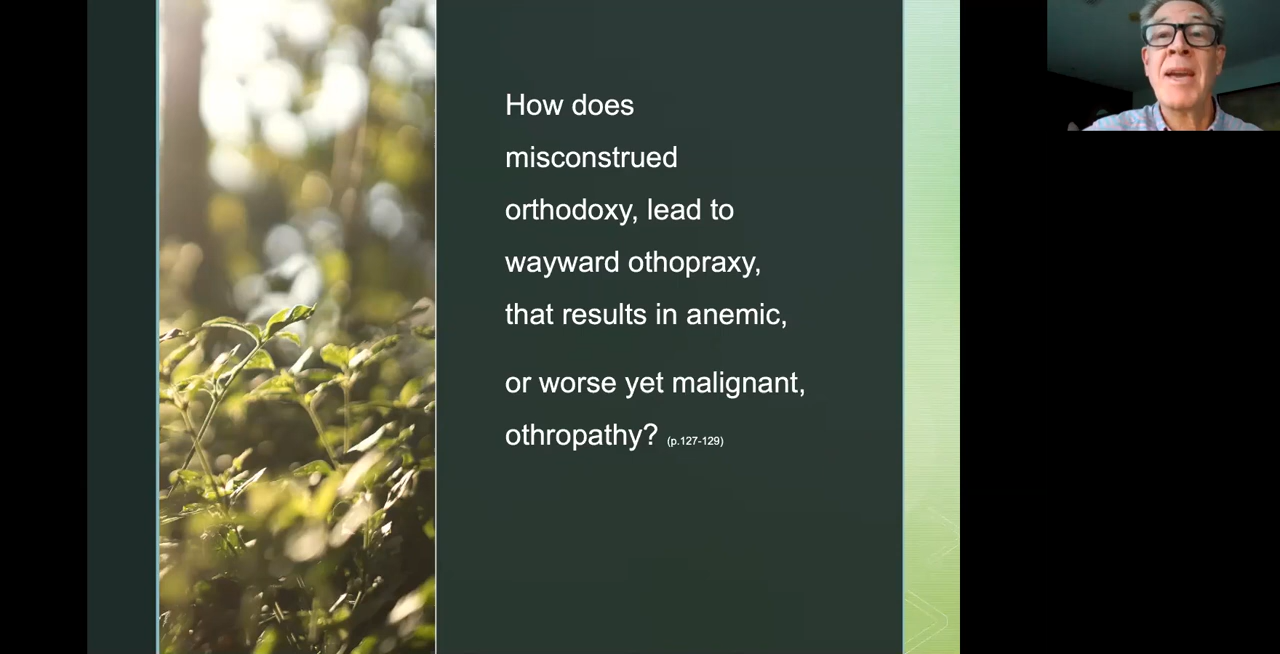 How does
misconstrued
orthodoxy, lead to
wayward othopraxy,
that results in anemic,
or worse yet malignant,
othropathy? (p.127-129)